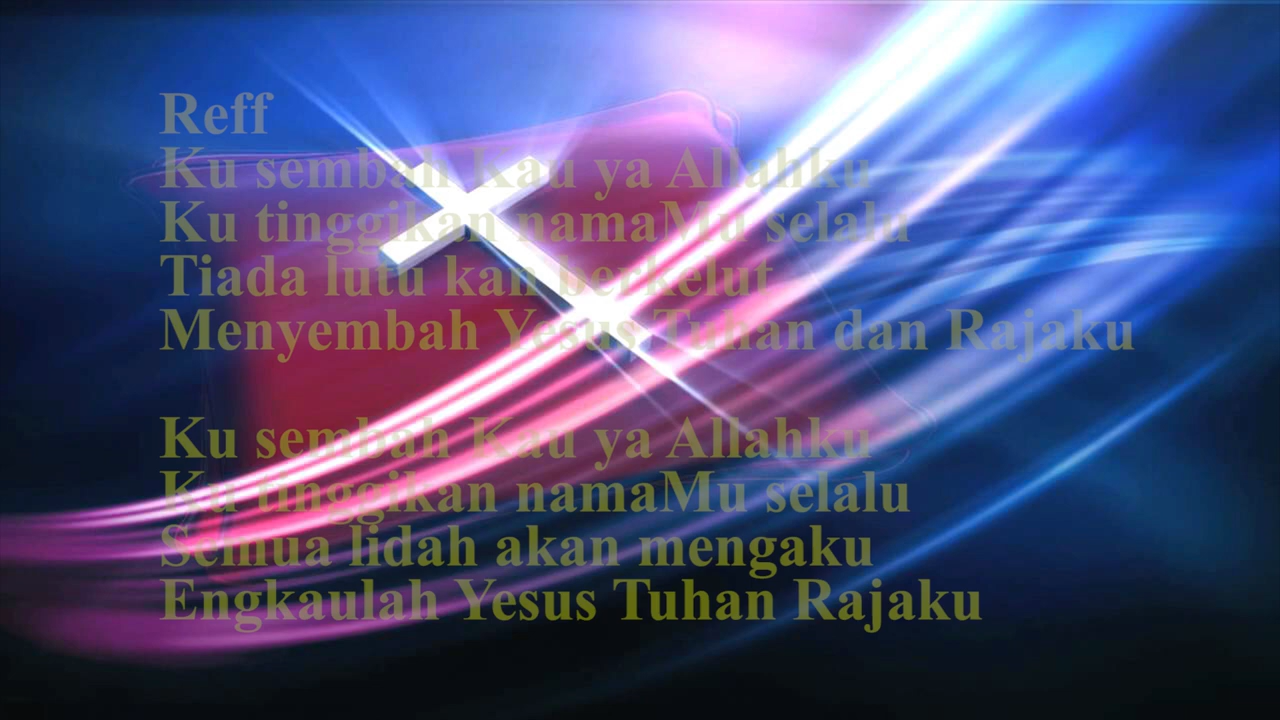 Reff
Ku sembah Kau ya Allahku
Ku tinggikan namaMu selalu
Tiada lutu kan berkelut
Menyembah Yesus Tuhan dan Rajaku
Ku sembah Kau ya Allahku
Ku tinggikan namaMu selalu
Semua lidah akan mengaku
Engkaulah Yesus Tuhan Rajaku